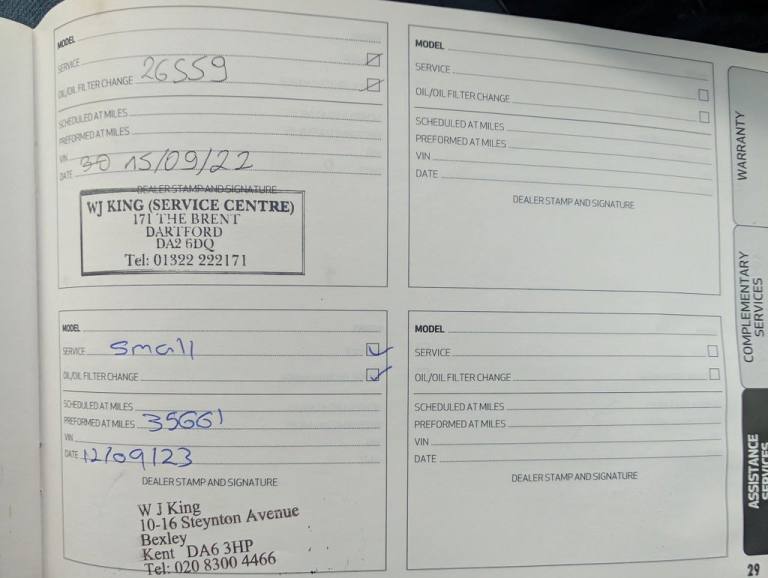 MODEL
SERVICE
OIL/OIL FILTER CHANGE 26559
SCHEDULED AT MILES
PREFORMED AT MILES
VIN
DATE 30 15/09/22
DEALER STAMP AND SIGNATURE
WJ KING (SERVICE CENTRE)
171 THE BRENT
DARTFORD
DA2 6DQ
Tel: 01322 222171
MODEL
SERVICE
OIL/OIL FILTER CHANGE
SCHEDULED AT MILES
PREFORMED AT MILES
VIN
DATE
DEALER STAMP AND SIGNATURE
MODEL
SERVICE small
OIL/OIL FILTER CHANGE
SCHEDULED AT MILES
PREFORMED AT MILES 35661
VIN
DATE 12/09/23
DEALER STAMP AND SIGNATURE
W J King
10-16 Steynton Avenue
Bexley
Kent DA6 3HP
Tel: 020 8300 4466
MODEL
SERVICE
OIL/OIL FILTER CHANGE
SCHEDULED AT MILES
PREFORMED AT MILES
VIN
DATE
DEALER STAMP AND SIGNATURE
WARRANTY
COMPLEMENTARY
SERVICES
ASSISTANCE
SERVICES
29